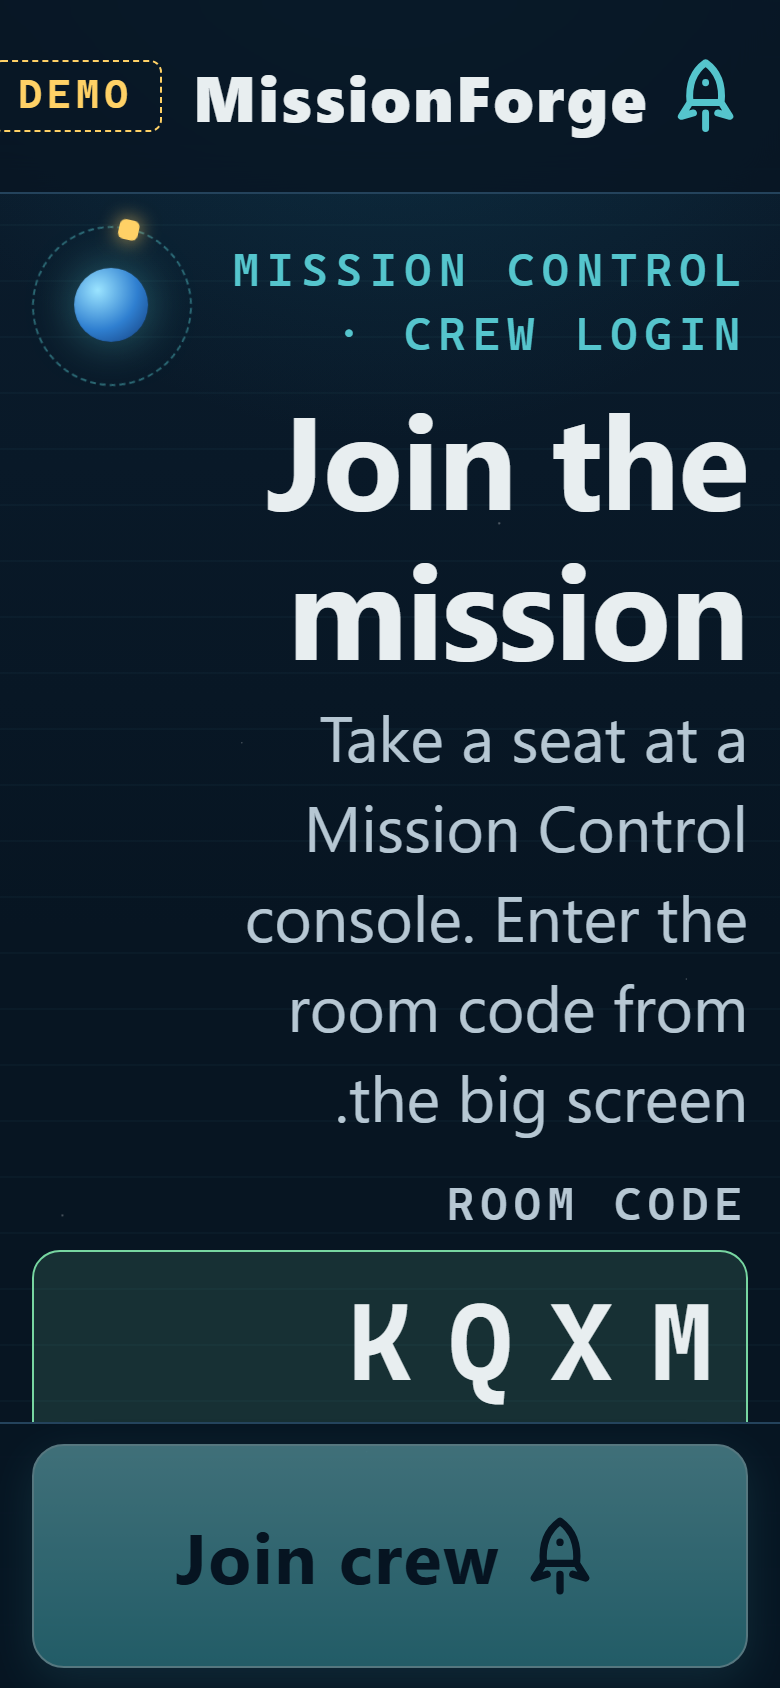 MissionForge
DEMO
MISSION CONTROL
· CREW LOGIN
Join the
mission
Take a seat at a
Mission Control
console. Enter the
room code from
.the big screen
ROOM CODE
KQXM
Join crew